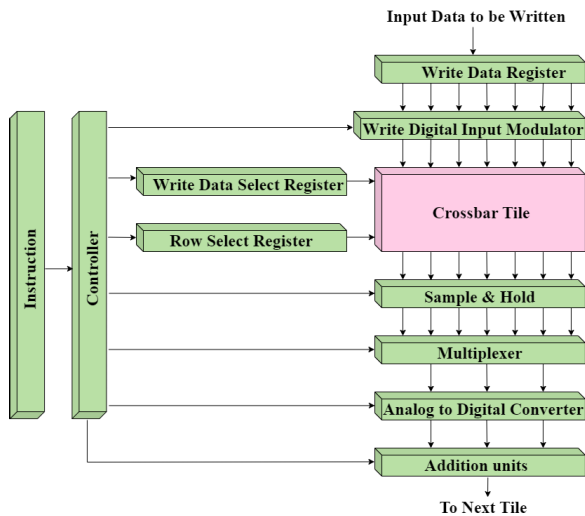 Input Data to be Written
Write Data Register
Write Digital Input Modulator
Write Data Select Register
Crossbar Tile
Row Select Register
Instruction
Controller
Sample & Hold
Multiplexer
Analog to Digital Converter
Addition units
To Next Tile